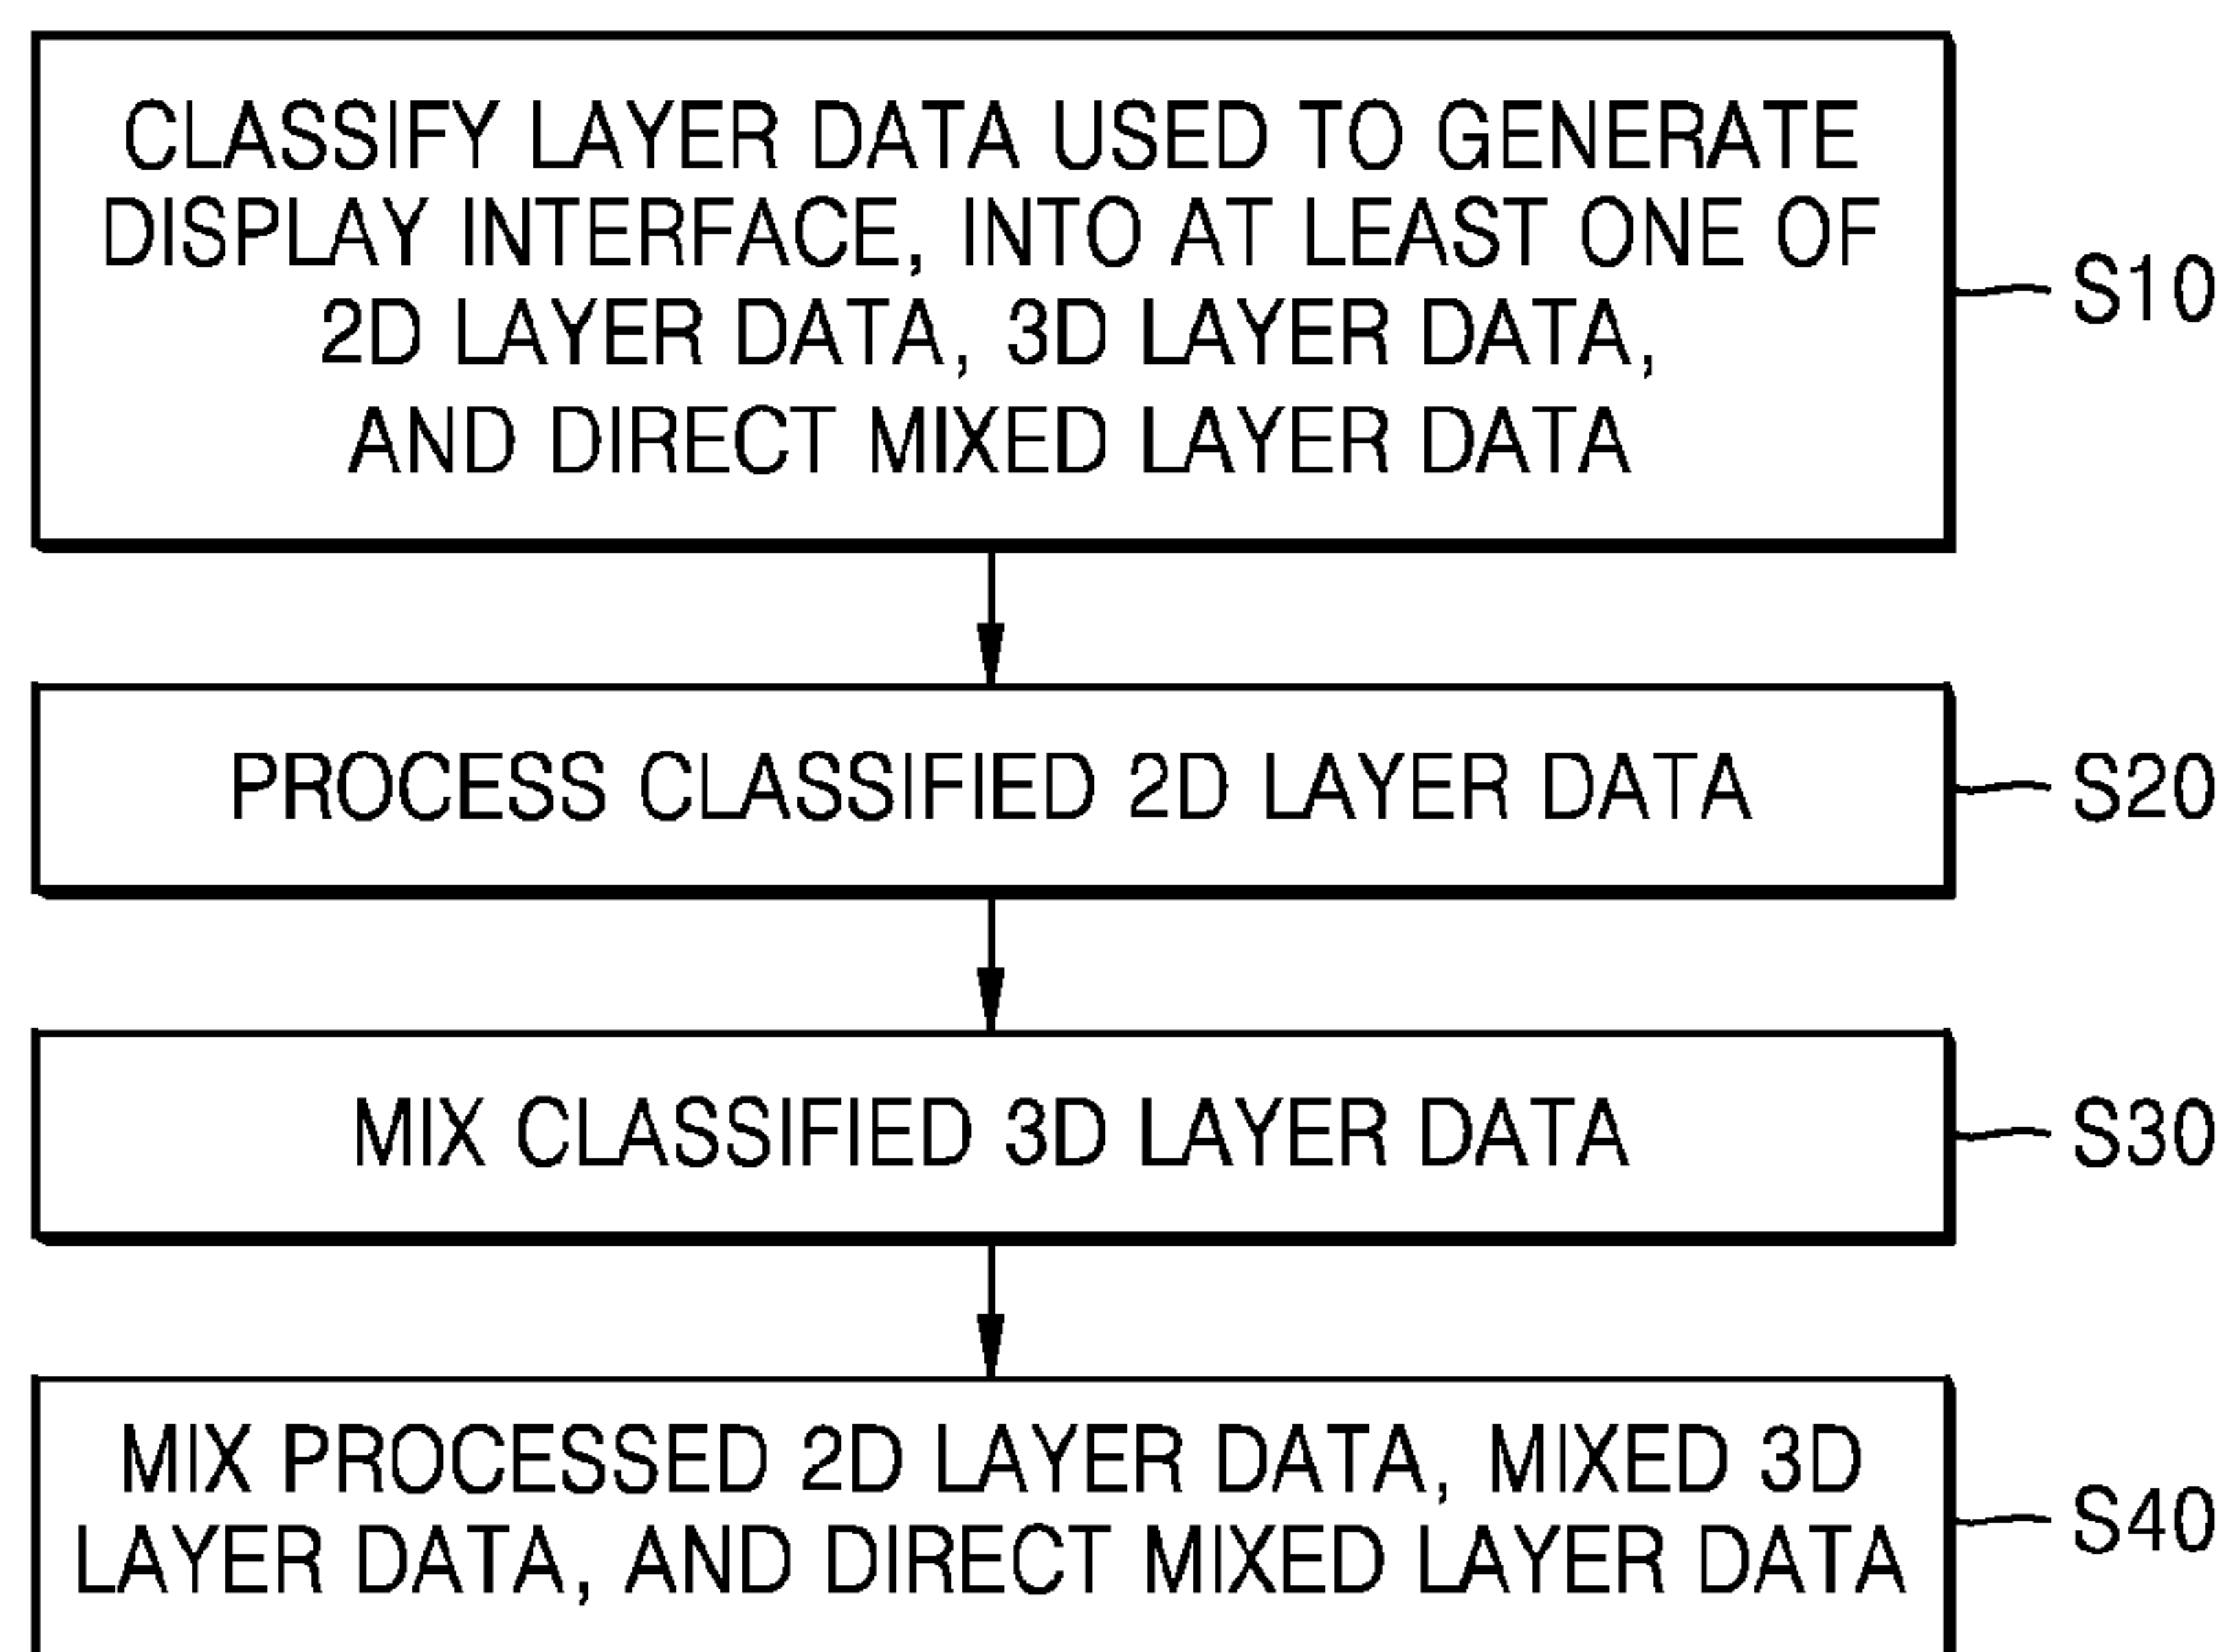 CLASSIFY LAYER DATA USED TO GENERATE
DISPLAY INTERFACE, INTO AT LEAST ONE OF
2D LAYER DATA, 3D LAYER DATA,
AND DIRECT MIXED LAYER DATA
S10
PROCESS CLASSIFIED 2D LAYER DATA
S20
MIX CLASSIFIED 3D LAYER DATA
S30
MIX PROCESSED 2D LAYER DATA, MIXED 3D
LAYER DATA, AND DIRECT MIXED LAYER DATA
S40